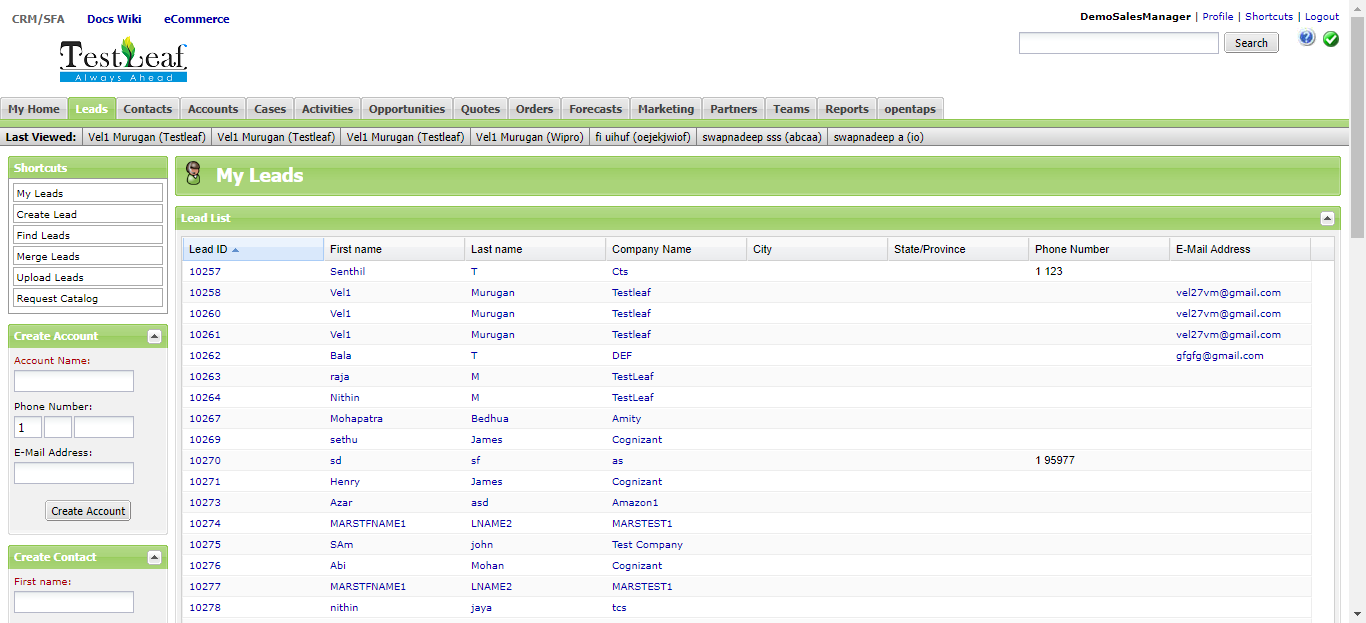 CRM/SFA Docs Wiki eCommerce
DemoSalesManager | Profile | Shortcuts | Logout
TestLeaf
Always Ahead
Search
?
My Home Leads Contacts Accounts Cases Activities Opportunities Quotes Orders Forecasts Marketing Partners Teams Reports opentaps
Last Viewed: Vel1 Murugan (Testleaf) Vel1 Murugan (Testleaf) Vel1 Murugan (Testleaf) Vel1 Murugan (Wipro) fi uihuf (oejekjwiof) swapnadeep sss (abcaa) swapnadeep a (io)
Shortcuts
My Leads
Create Lead
Find Leads
Merge Leads
Upload Leads
Request Catalog
Create Account
Account Name:
Phone Number:
1
E-Mail Address:
Create Account
Create Contact
First name:
My Leads
Lead List
Lead ID First name Last name Company Name City State/Province Phone Number E-Mail Address
10257 Senthil T Cts 1 123
10258 Vel1 Murugan Testleaf vel27vm@gmail.com
10260 Vel1 Murugan Testleaf vel27vm@gmail.com
10261 Vel1 Murugan Testleaf vel27vm@gmail.com
10262 Bala T DEF gfgfg@gmail.com
10263 raja M TestLeaf
10264 Nithin M TestLeaf
10267 Mohapatra Bedhua Amity
10269 sethu James Cognizant
10270 sd sf as 1 95977
10271 Henry James Cognizant
10273 Azar asd Amazon1
10274 MARSTFNAME1 LNAME2 MARSTEST1
10275 SAm john Test Company
10276 Abi Mohan Cognizant
10277 MARSTFNAME1 LNAME2 MARSTEST1
10278 nithin jaya tcs